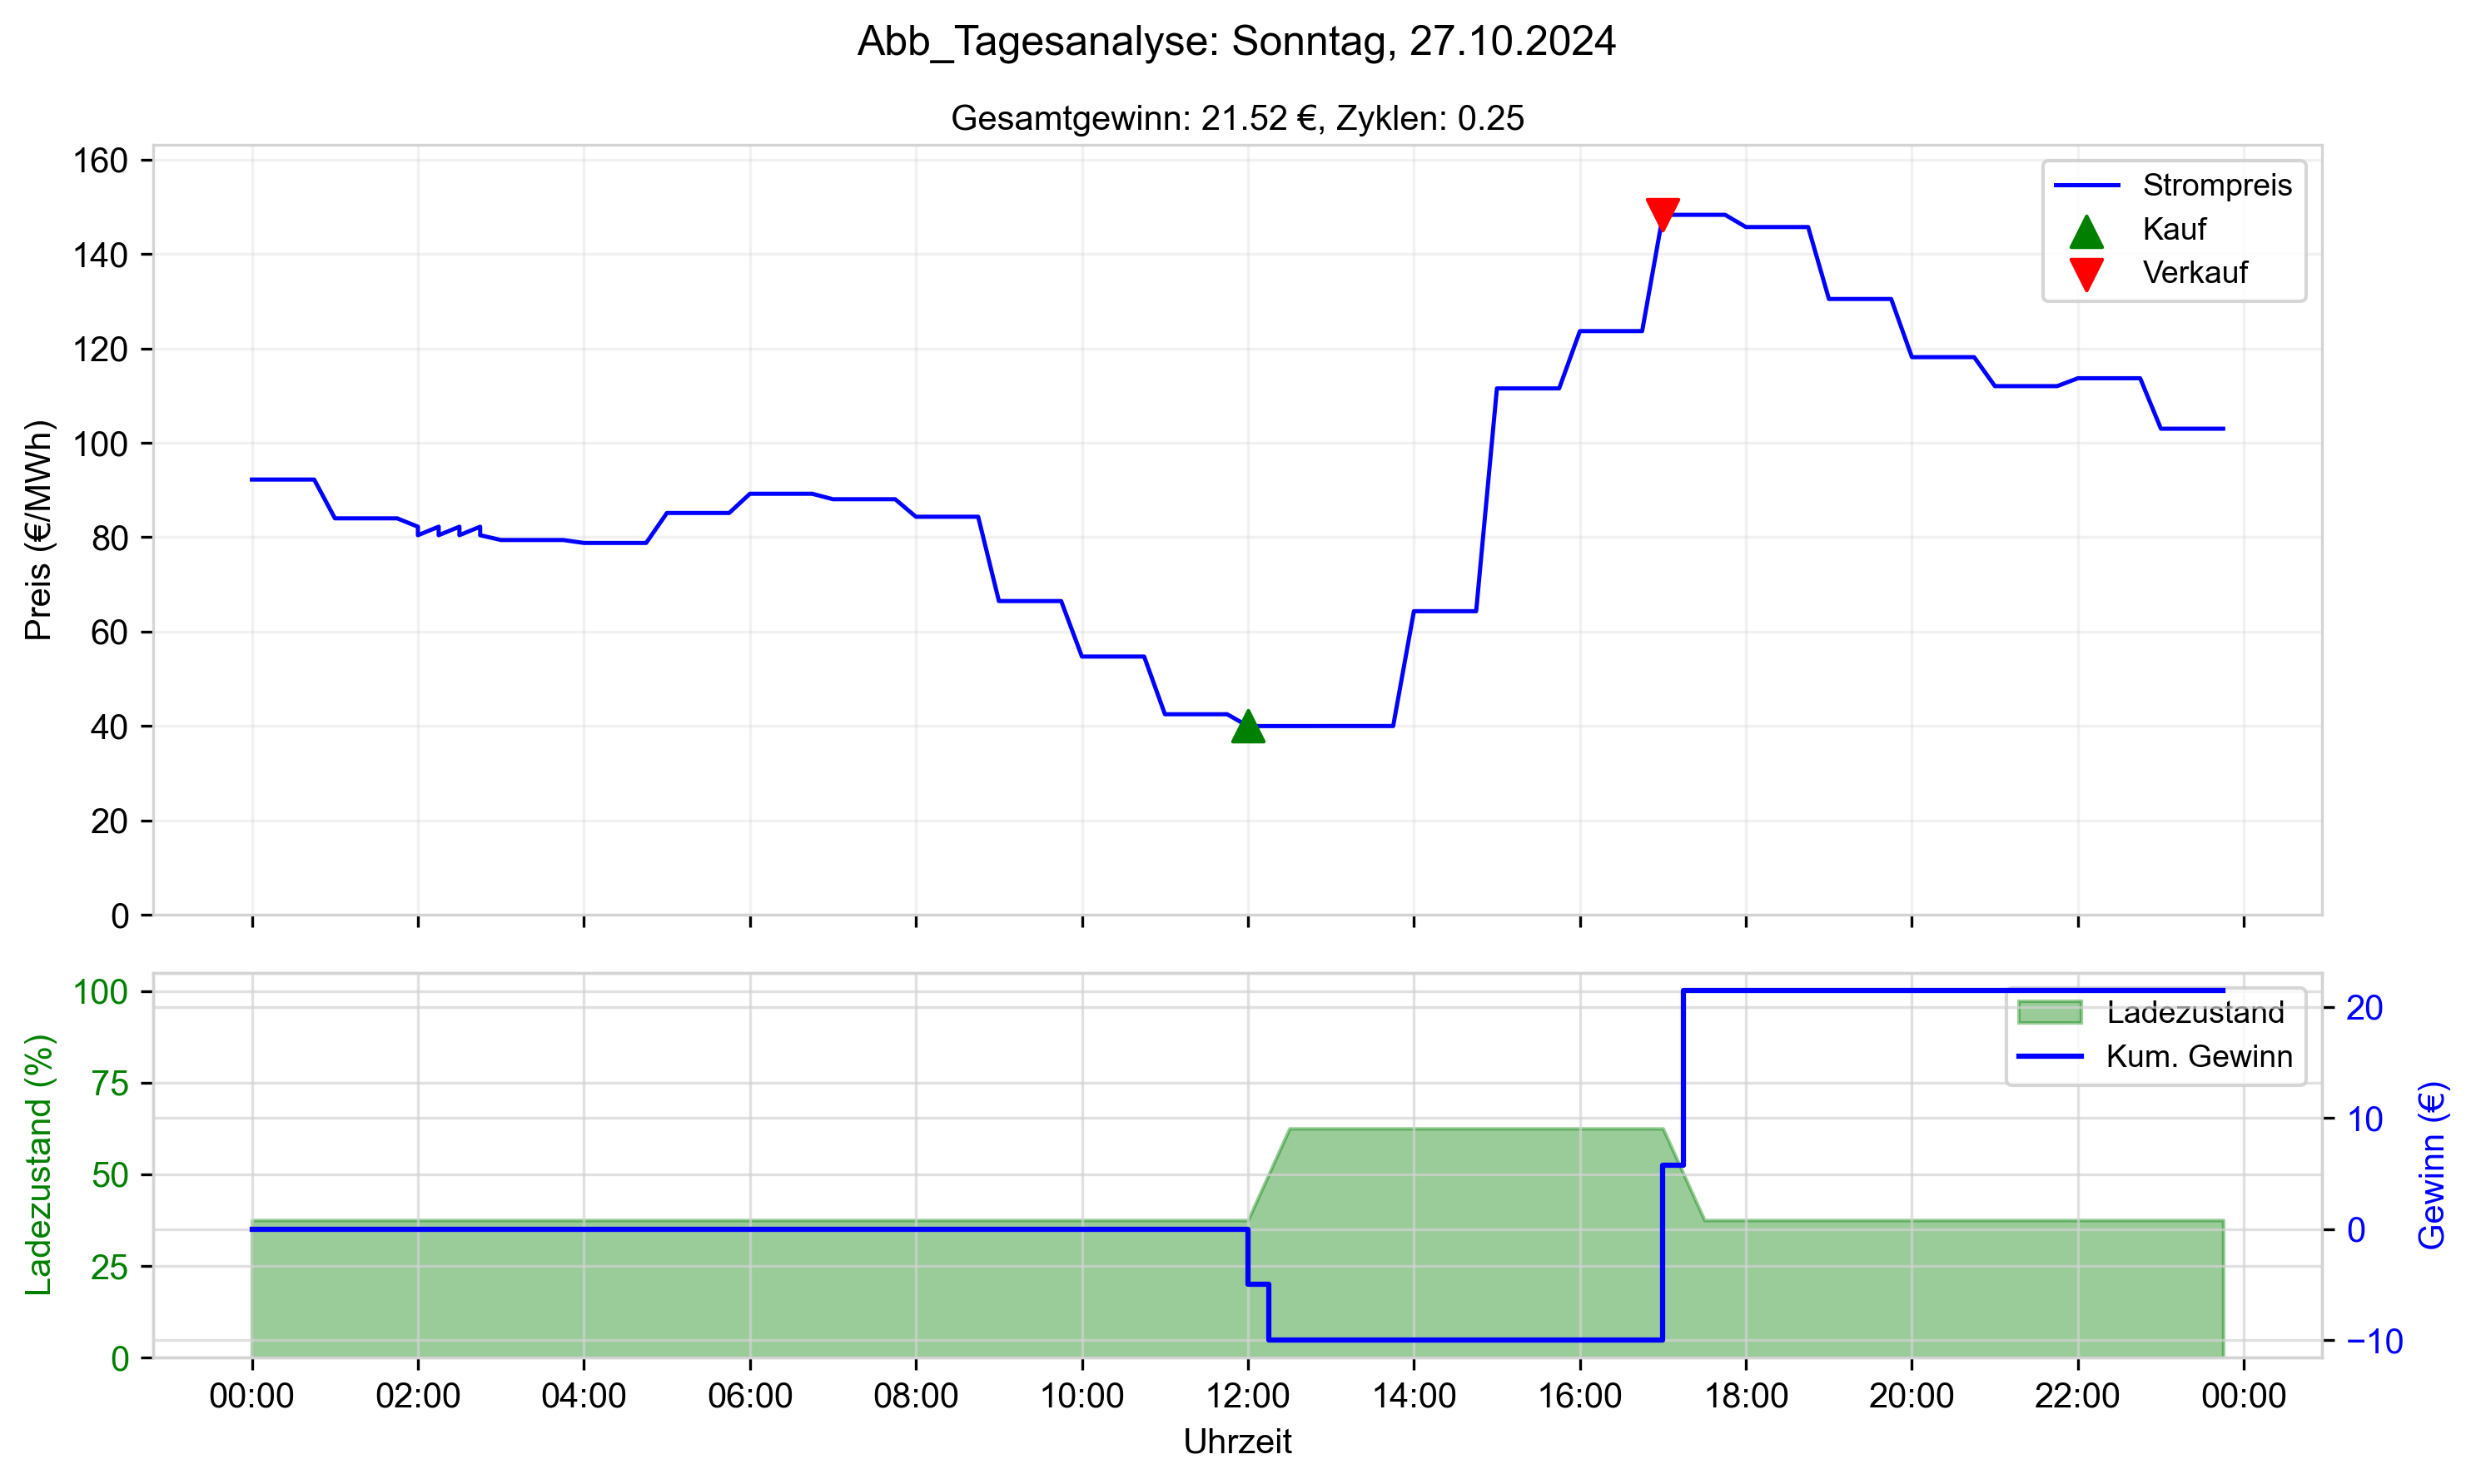 Abb_Tagesanalyse: Sonntag, 27.10.2024
Gesamtgewinn: 21.52 €, Zyklen: 0.25
160
140
120
100
80
60
40
20
0
Preis (€/MWh)
Strompreis
Kauf
Verkauf
100
75
50
25
0
Ladezustand (%)
Ladezustand
Kum. Gewinn
20
10
0
−10
Gewinn (€)
00:00 02:00 04:00 06:00 08:00 10:00 12:00 14:00 16:00 18:00 20:00 22:00 00:00
Uhrzeit